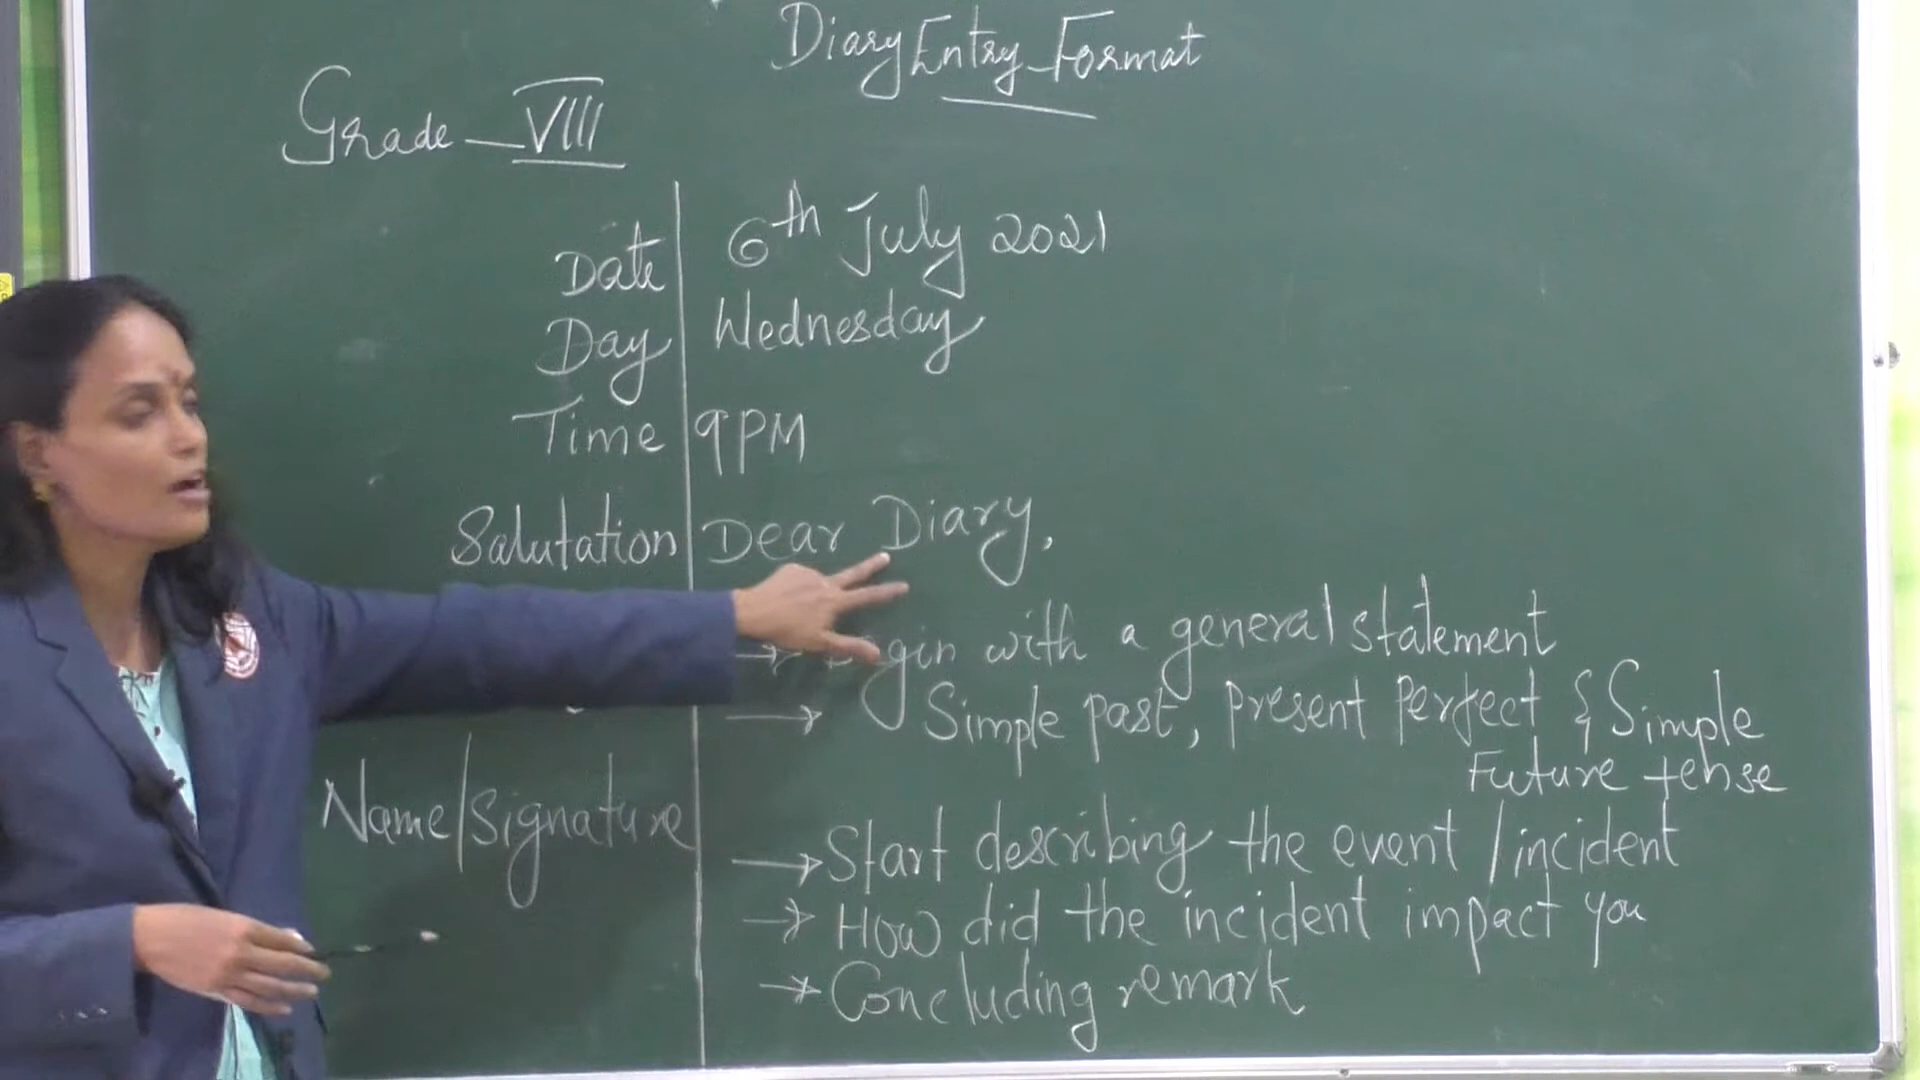 Diary Entry Format
Grade - VIII
Date 6th July 2021
Day Wednesday
Time 9PM
Salutation Dear Diary,
→ with a general statement
→ Simple past, present perfect & Simple
Future tense
Name/Signature
→ Start describing the event / incident
→ How did the incident impact you
→ Concluding remark